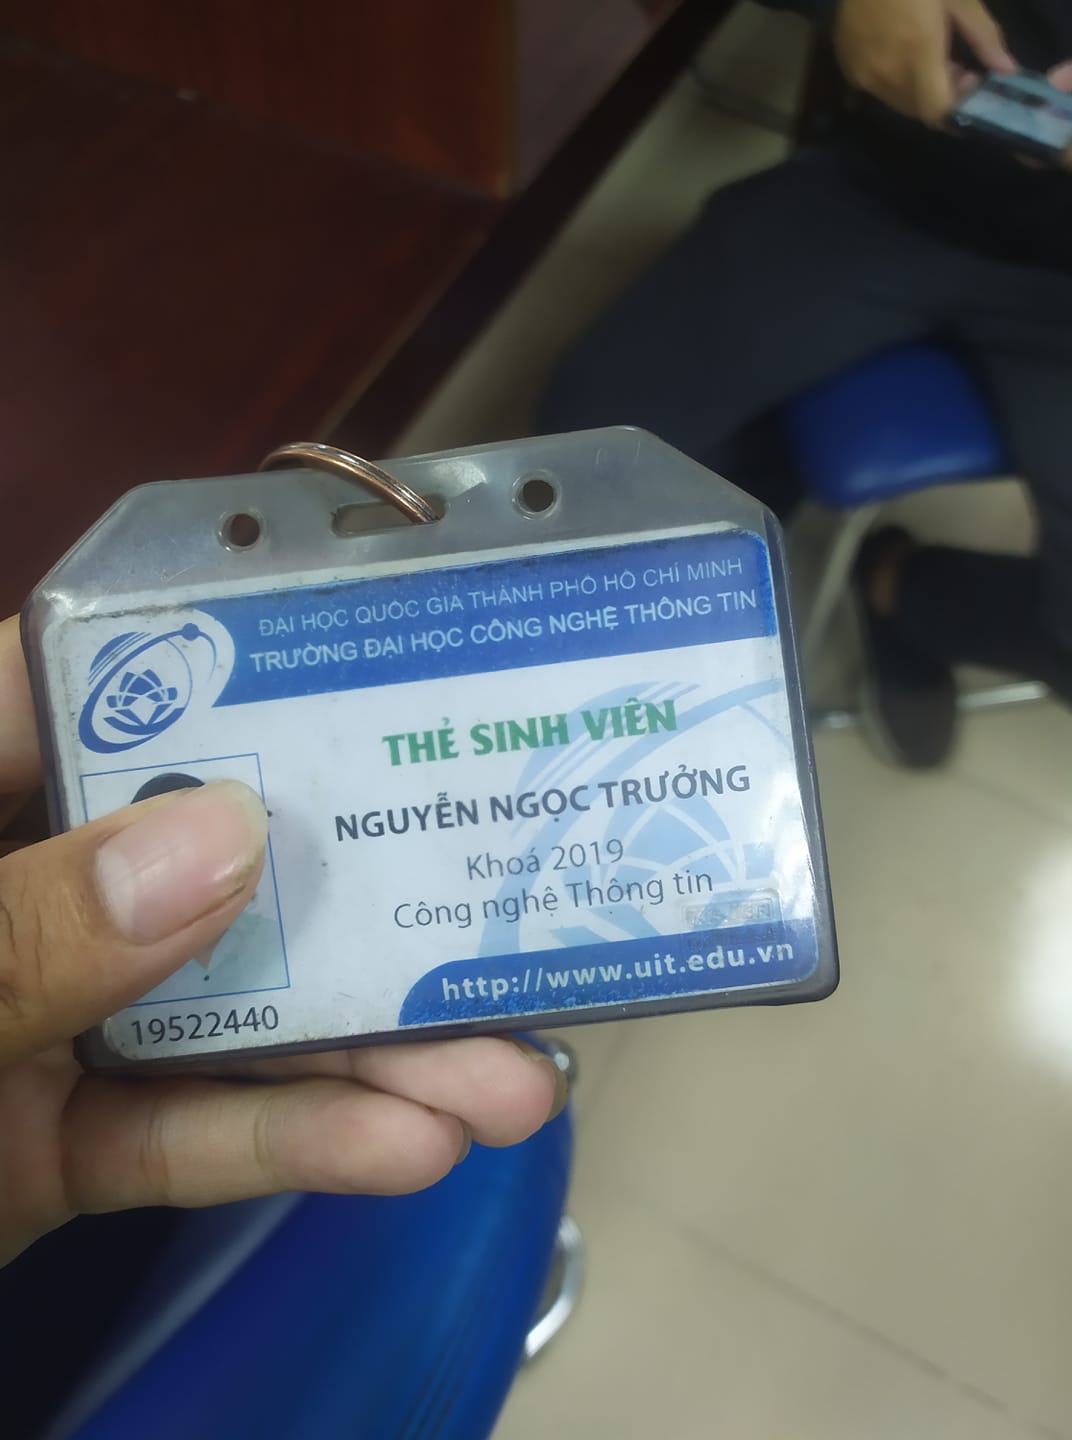 ĐẠI HỌC QUỐC GIA THÀNH PHỐ HỒ CHÍ MINH
TRƯỜNG ĐẠI HỌC CÔNG NGHỆ THÔNG TIN
THẺ SINH VIÊN
NGUYỄN NGỌC TRƯỞNG
Khoá 2019
Công nghệ Thông tin
http://www.uit.edu.vn
19522440